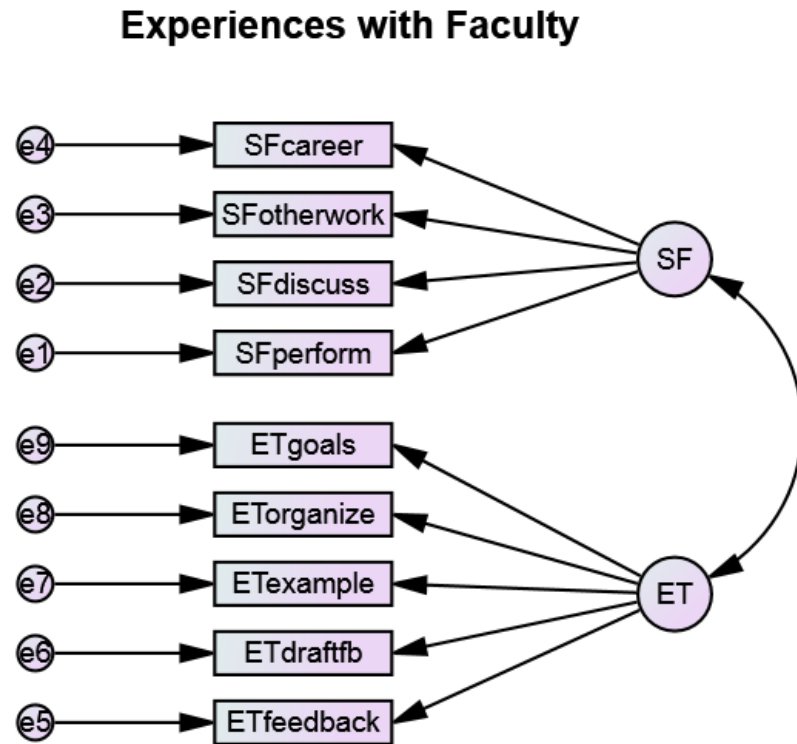 Experiences with Faculty
e4 SFcareer
e3 SFotherwork
SF
e2 SFdiscuss
e1 SFperform
e9 ETgoals
e8 ETorganize
e7 ETexample
ET
e6 ETdraftfb
e5 ETfeedback